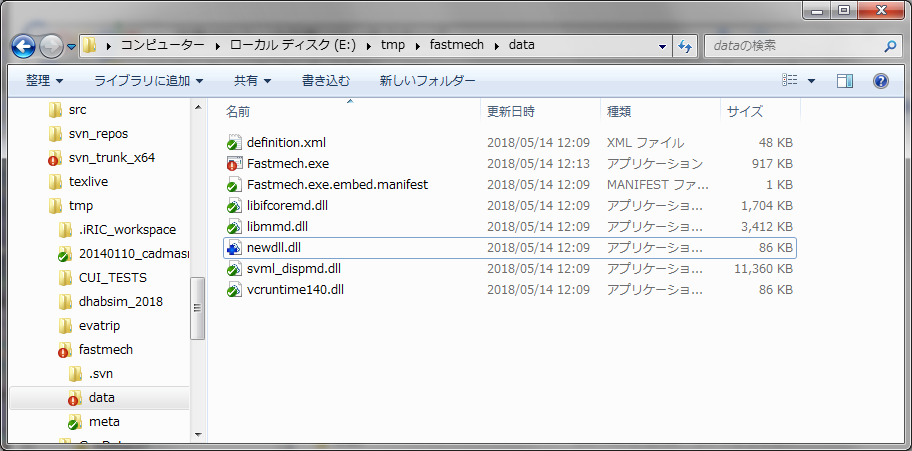 コンピューター ▸ ローカル ディスク (E:) ▸ tmp ▸ fastmech ▸ data
dataの検索
整理 ライブラリに追加 共有 書き込む 新しいフォルダー
src
svn_repos
svn_trunk_x64
texlive
tmp
.iRIC_workspace
20140110_cadmasr
CUI_TESTS
dhabsim_2018
evatrip
fastmech
.svn
data
meta
名前 更新日時 種類 サイズ
definition.xml 2018/05/14 12:09 XML ファイル 48 KB
Fastmech.exe 2018/05/14 12:13 アプリケーション 917 KB
Fastmech.exe.embed.manifest 2018/05/14 12:09 MANIFEST ファ... 1 KB
libifcoremd.dll 2018/05/14 12:09 アプリケーショ... 1,704 KB
libmmd.dll 2018/05/14 12:09 アプリケーショ... 3,412 KB
newdll.dll 2018/05/14 12:09 アプリケーショ... 86 KB
svml_dispmd.dll 2018/05/14 12:09 アプリケーショ... 11,360 KB
vcruntime140.dll 2018/05/14 12:09 アプリケーショ... 86 KB